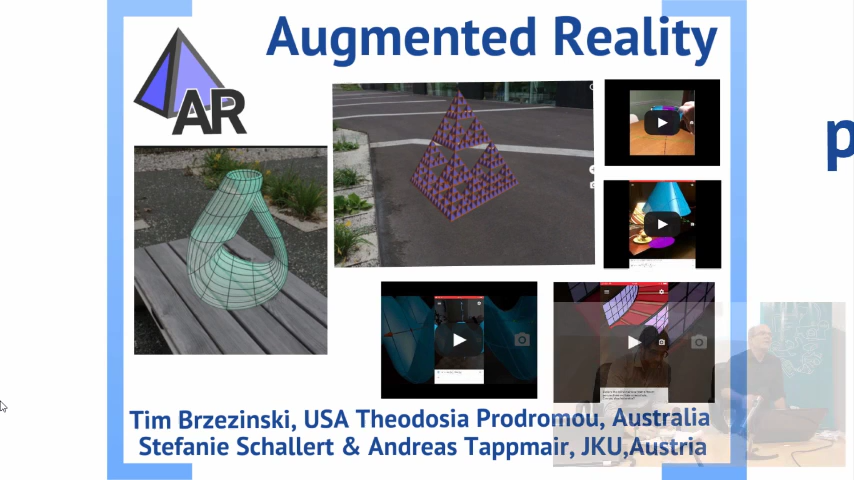 Augmented Reality
AR
p
Tim Brzezinski, USA Theodosia Prodromou, Australia
Stefanie Schallert & Andreas Tappmair, JKU,Austria